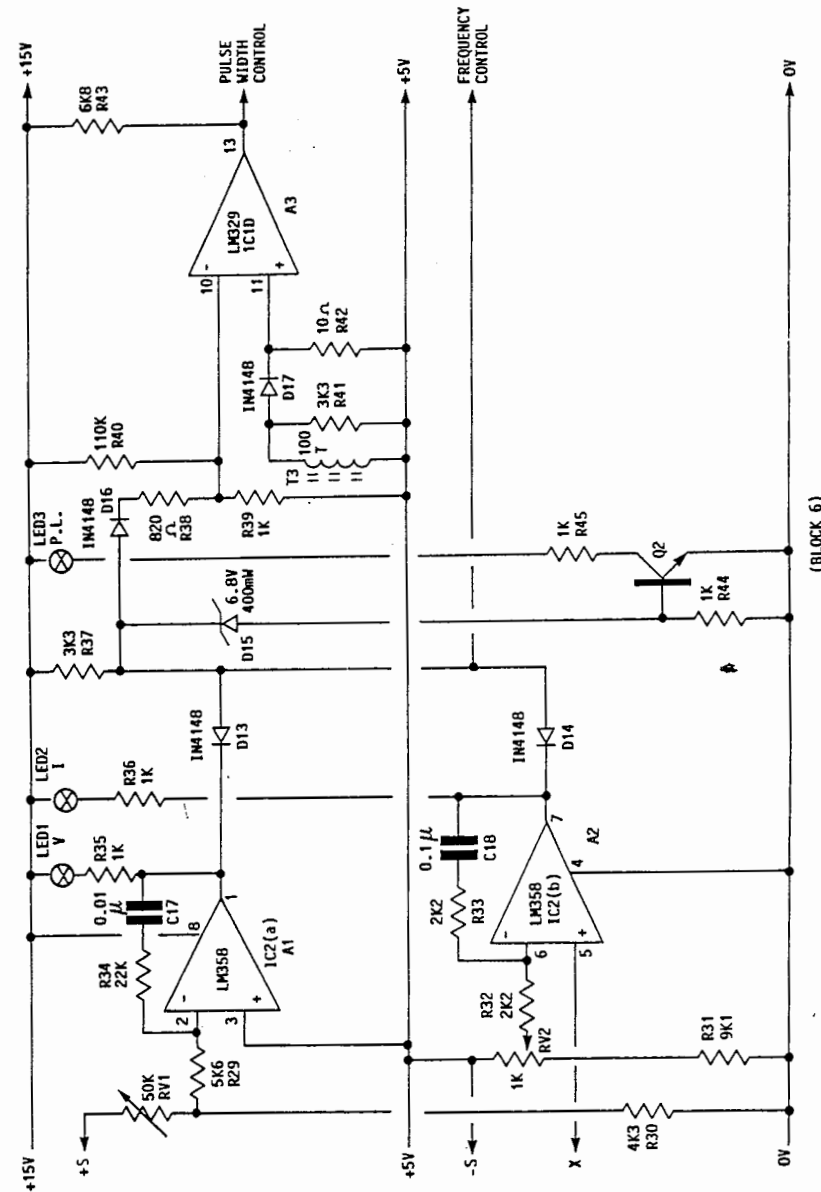 +15V
+S
50K
RV1
5K6
R29
R34
22K
0.01
µ
C17
LED1
V
R35
1K
LED2
I
R36
1K
2
3
-
+
8
1
LM358
IC2(a)
A1
IN4148
D13
3K3
R37
LED3
P.L.
IN4148
D16
820
Ω
R38
6.8V
400mW
D15
R39
1K
110K
R40
T3
100
T
3K3
R41
IN4148
D17
10Ω
R42
10
11
-
+
LM329
1C1D
A3
13
6K8
R43
+15V
PULSE
WIDTH
CONTROL
+5V
+5V
-S
X
1K
RV2
R32
2K2
2K2
R33
0.1µ
C18
6
5
-
+
LM358
IC2(b)
7
4
A2
IN4148
D14
FREQUENCY
CONTROL
1K
R45
Q2
1K
R44
R31
9K1
4K3
R30
0V
0V
(BLOCK 6)